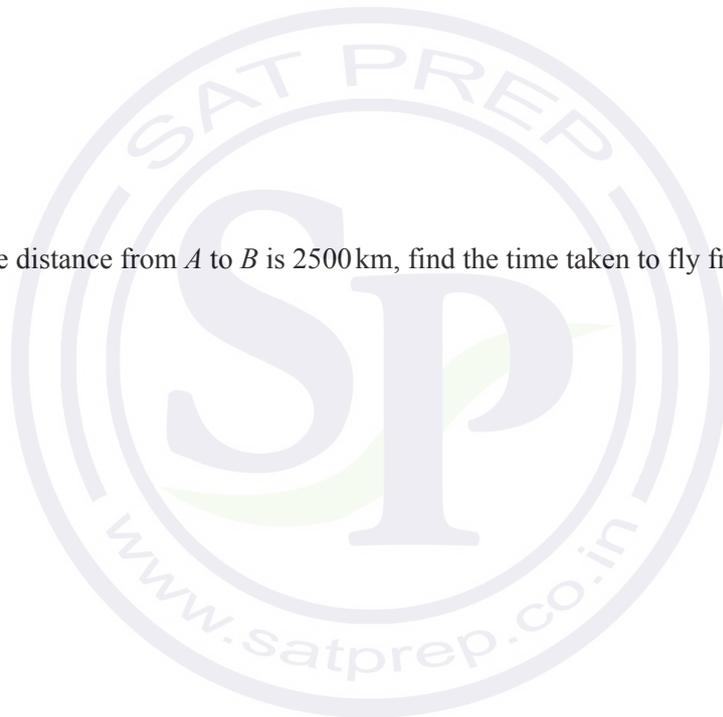 SAT PREP
distance from A to B is 2500 km, find the time taken to fly
SP
www.satprep.co.in